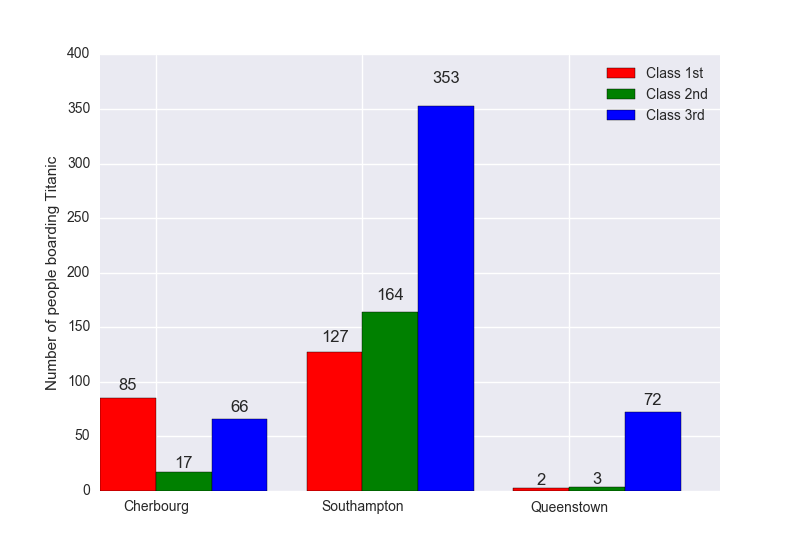 400
350
300
250
200
150
100
50
0
Number of people boarding Titanic
Class 1st
Class 2nd
Class 3rd
85
17
66
127
164
353
2
3
72
Cherbourg
Southampton
Queenstown